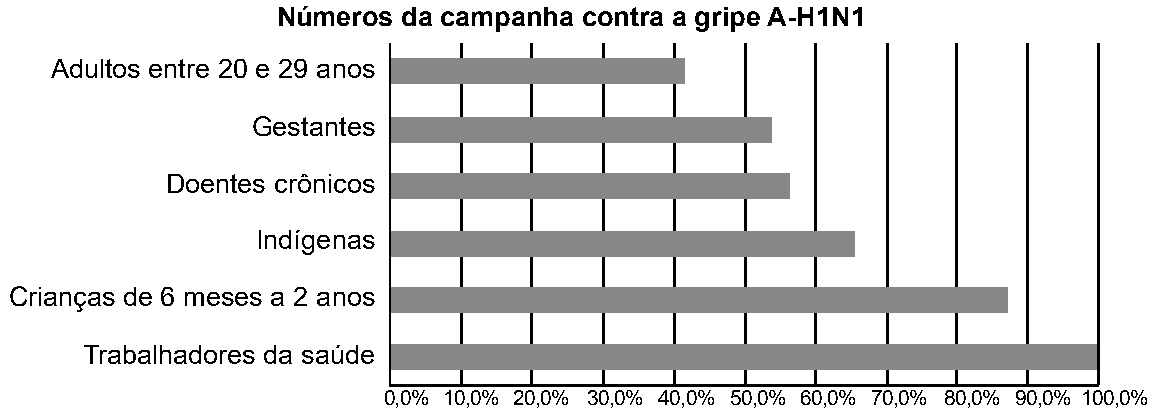 Números da campanha contra a gripe A-H1N1
Adultos entre 20 e 29 anos
Gestantes
Doentes crônicos
Indígenas
Crianças de 6 meses a 2 anos
Trabalhadores da saúde
0,0% 10,0% 20,0% 30,0% 40,0% 50,0% 60,0% 70,0% 80,0% 90,0% 100,0%